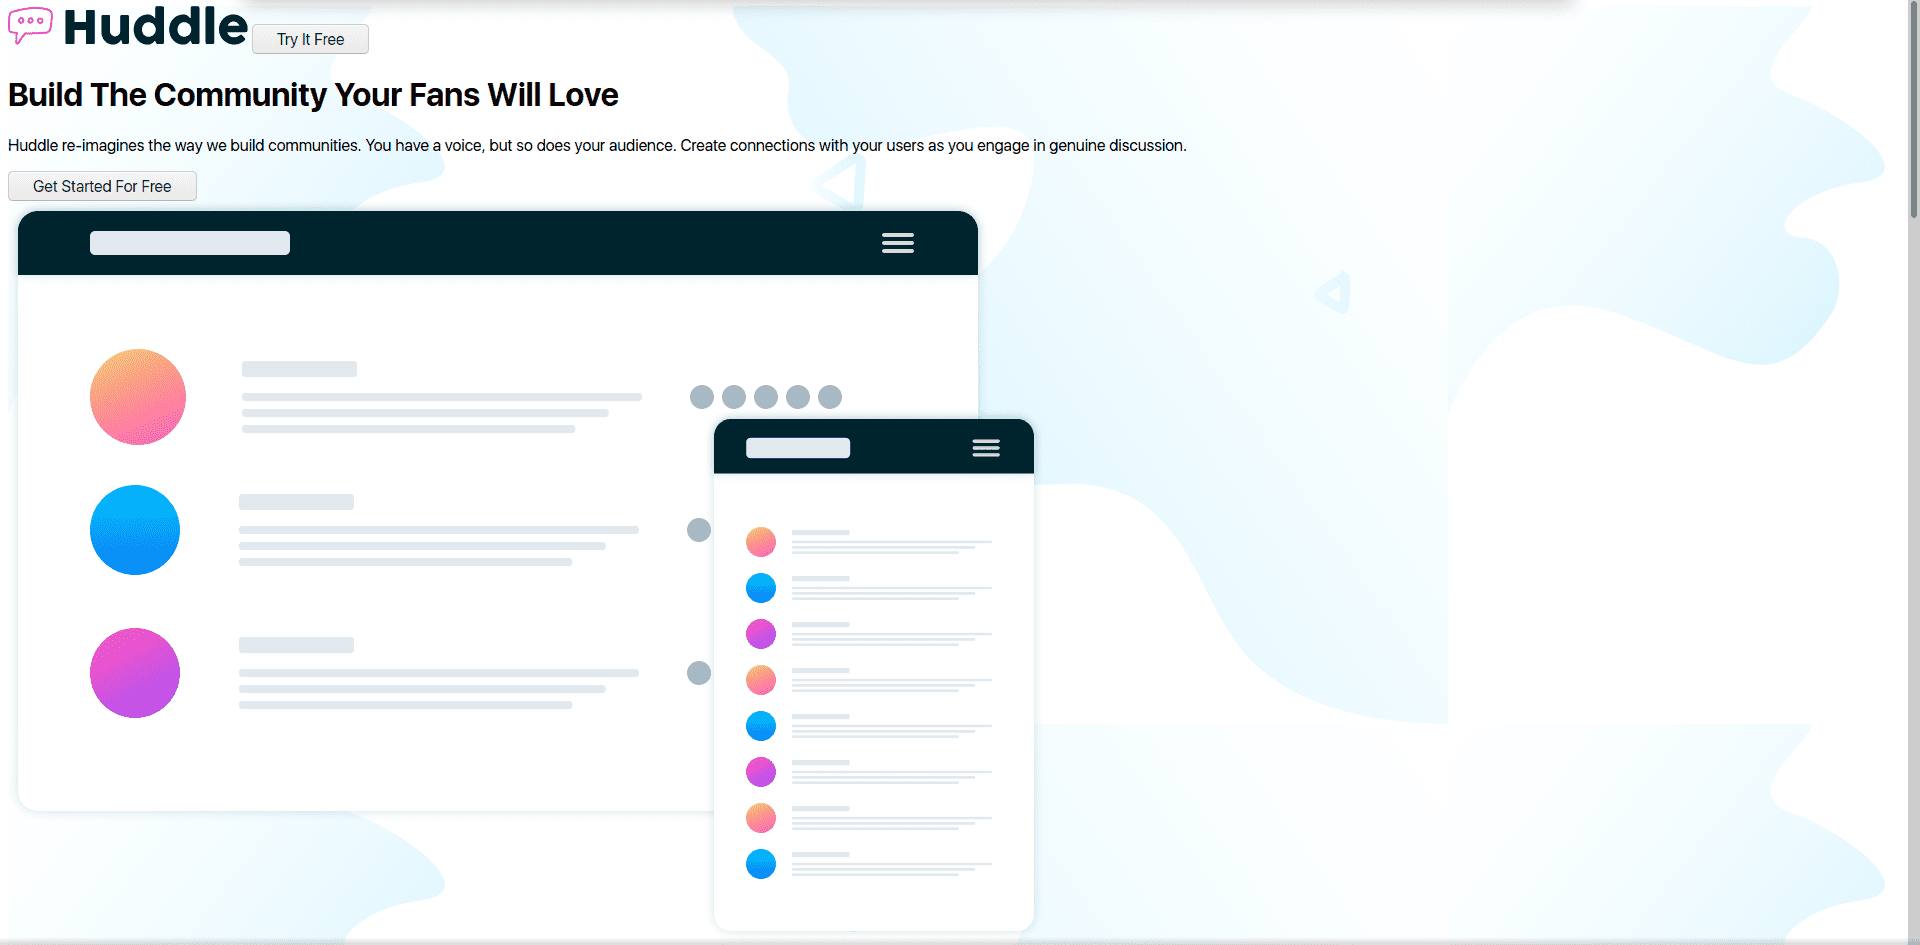 Huddle
Try It Free
Build The Community Your Fans Will Love
Huddle re-imagines the way we build communities. You have a voice, but so does your audience. Create connections with your users as you engage in genuine discussion.
Get Started For Free